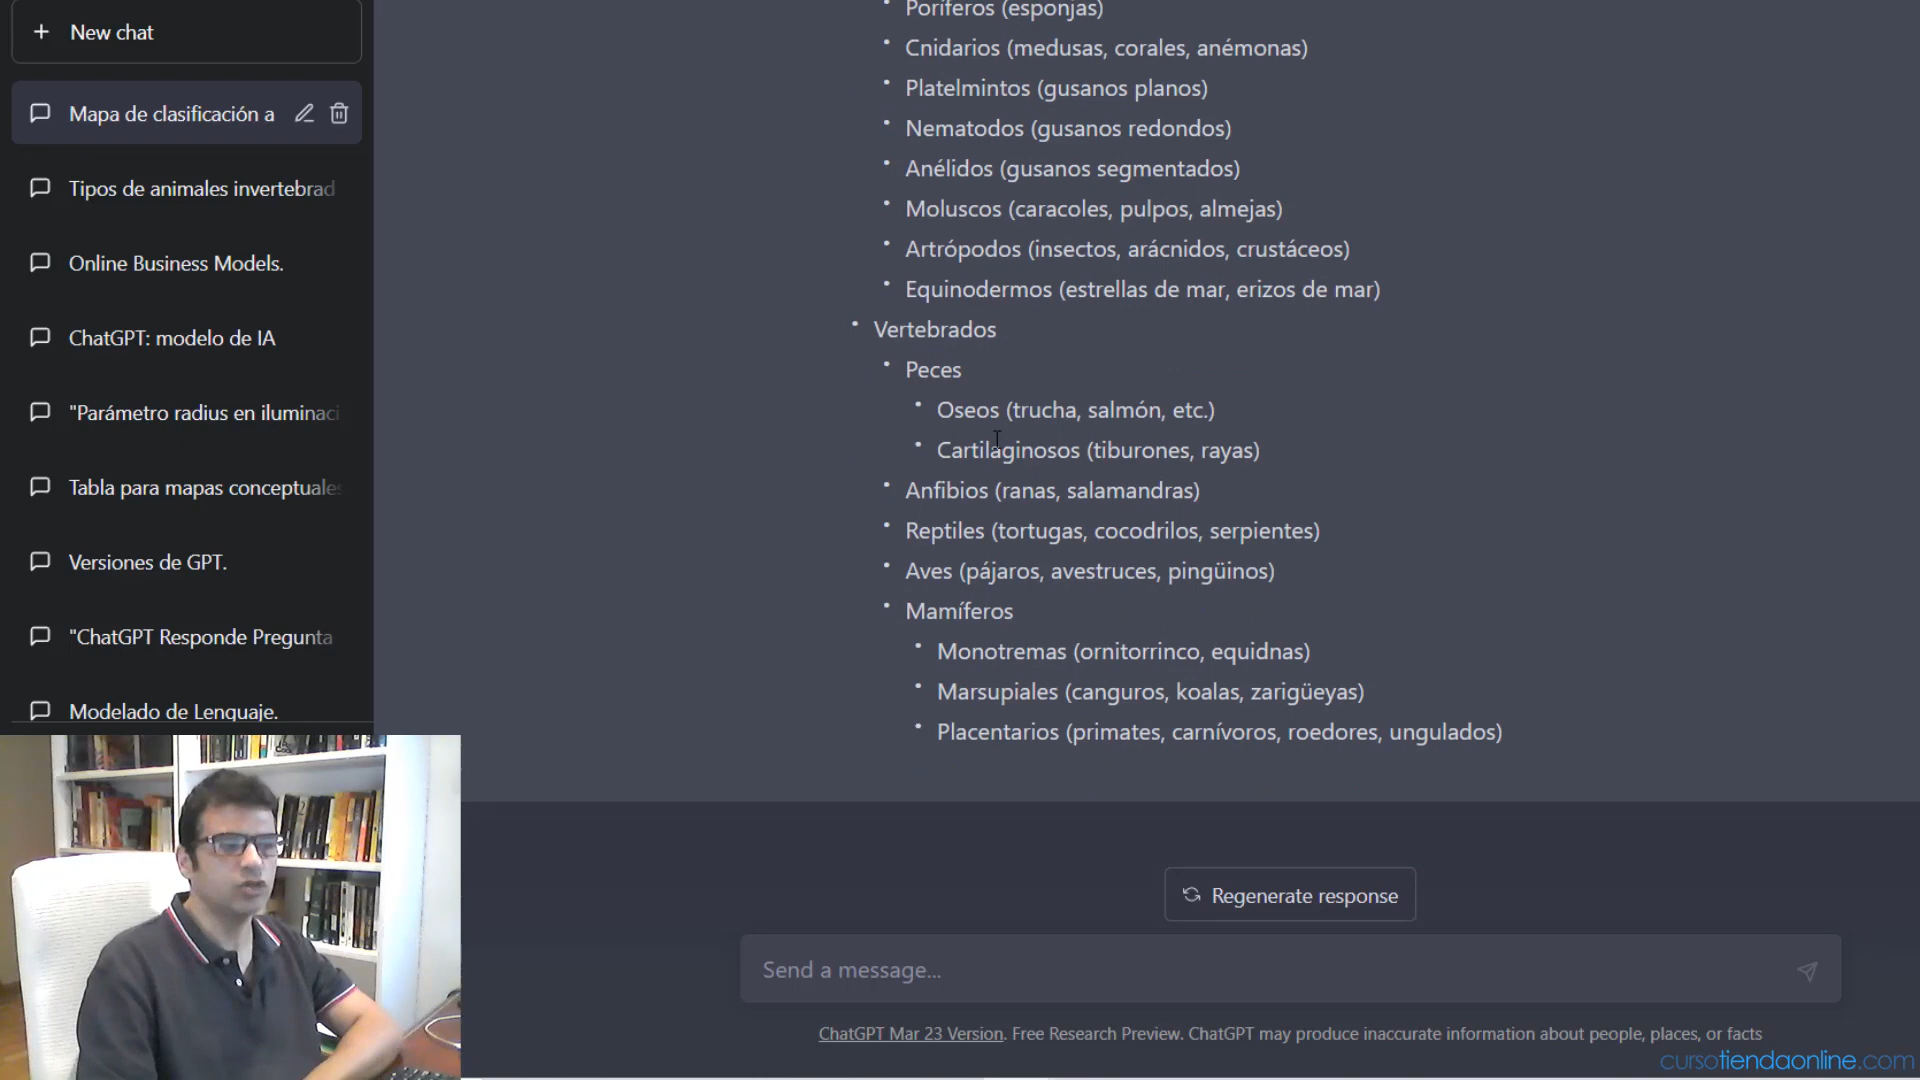 New chat
Mapa de clasificación a
Tipos de animales invertebrad
Online Business Models.
ChatGPT: modelo de IA
"Parámetro radius en iluminaci
Tabla para mapas conceptuales
Versiones de GPT.
"ChatGPT Responde Pregunta
Modelado de Lenguaje.
Poríferos (esponjas)
Cnidarios (medusas, corales, anémonas)
Platelmintos (gusanos planos)
Nematodos (gusanos redondos)
Anélidos (gusanos segmentados)
Moluscos (caracoles, pulpos, almejas)
Artrópodos (insectos, arácnidos, crustáceos)
Equinodermos (estrellas de mar, erizos de mar)
Vertebrados
Peces
Oseos (trucha, salmón, etc.)
Cartilaginosos (tiburones, rayas)
Anfibios (ranas, salamandras)
Reptiles (tortugas, cocodrilos, serpientes)
Aves (pájaros, avestruces, pingüinos)
Mamíferos
Monotremas (ornitorrinco, equidnas)
Marsupiales (canguros, koalas, zarigüeyas)
Placentarios (primates, carnívoros, roedores, ungulados)
Regenerate response
Send a message...
ChatGPT Mar 23 Version. Free Research Preview. ChatGPT may produce inaccurate information about people, places, or facts
cursotiendaonline.com